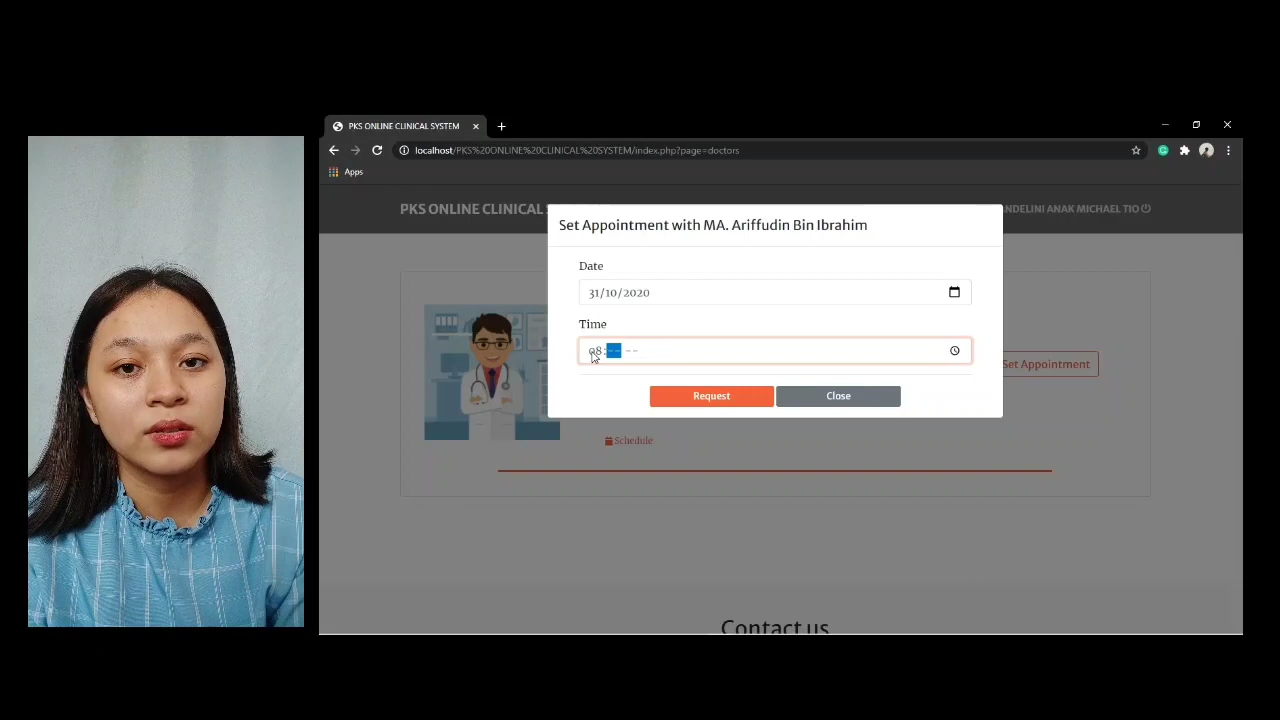 PKS ONLINE CLINICAL SYSTEM
localhost/PKS%20ONLINE%20CLINICAL%20SYSTEM/index.php?page=doctors
Apps
PKS ONLINE CLINICAL
ANAK MICHAEL TIO
Set Appointment with MA. Ariffudin Bin Ibrahim
Date
31/10/2020
Time
08:-- --
Set Appointment
Request
Close
Schedule
Contact us